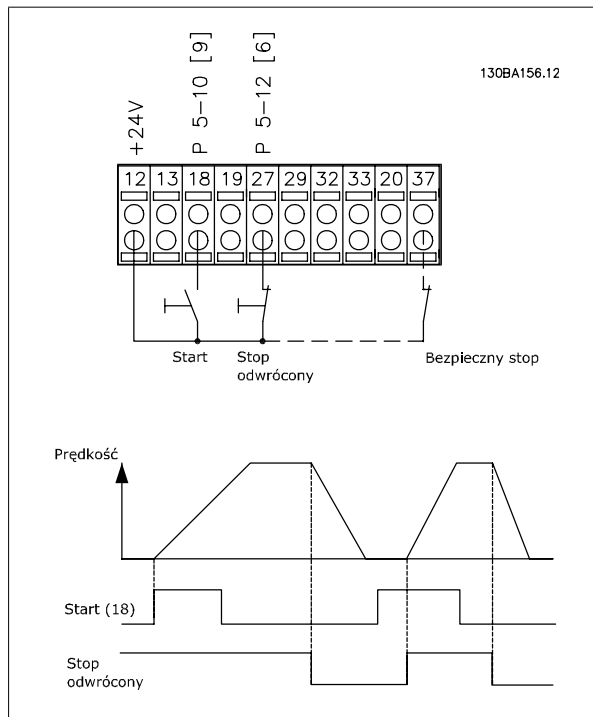 130BA156.12
+24V
P 5-10 [9]
P 5-12 [6]
12 13 18 19 27 29 32 33 20 37
Start
Stop
odwrócony
Bezpieczny stop
Prędkość
Start (18)
Stop
odwrócony